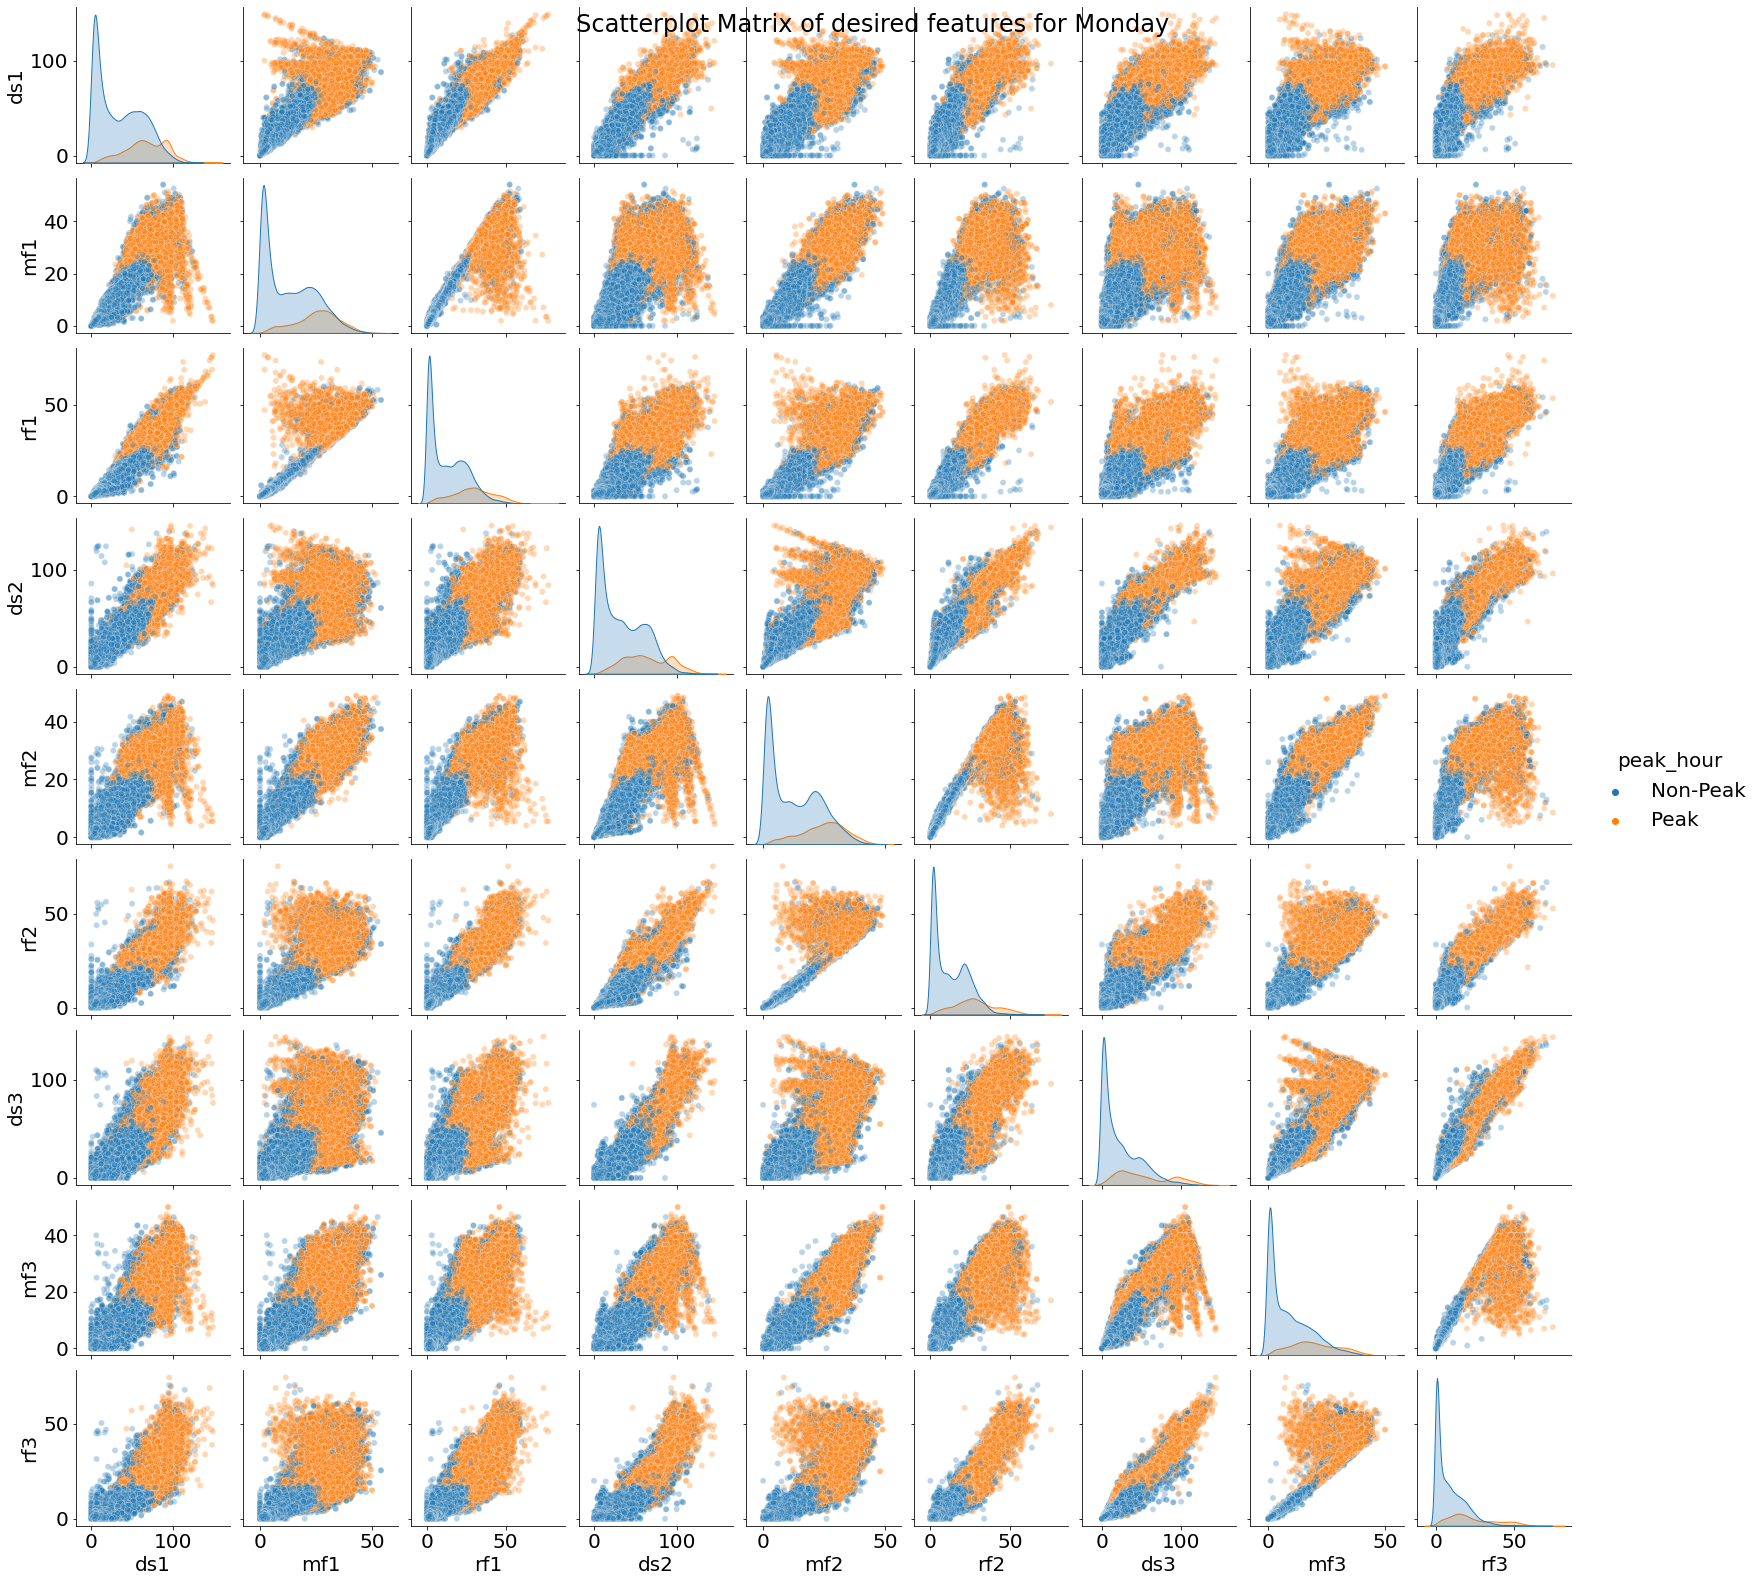 Scatterplot Matrix of desired features for Monday
100
0
ds1
40
20
0
mf1
50
0
rf1
100
0
ds2
40
20
0
mf2
50
0
rf2
100
0
ds3
40
20
0
mf3
50
0
rf3
peak_hour
Non-Peak
Peak
0 100 0 50 0 50 0 100 0 50 0 50 0 100 0 50 0 50
ds1 mf1 rf1 ds2 mf2 rf2 ds3 mf3 rf3